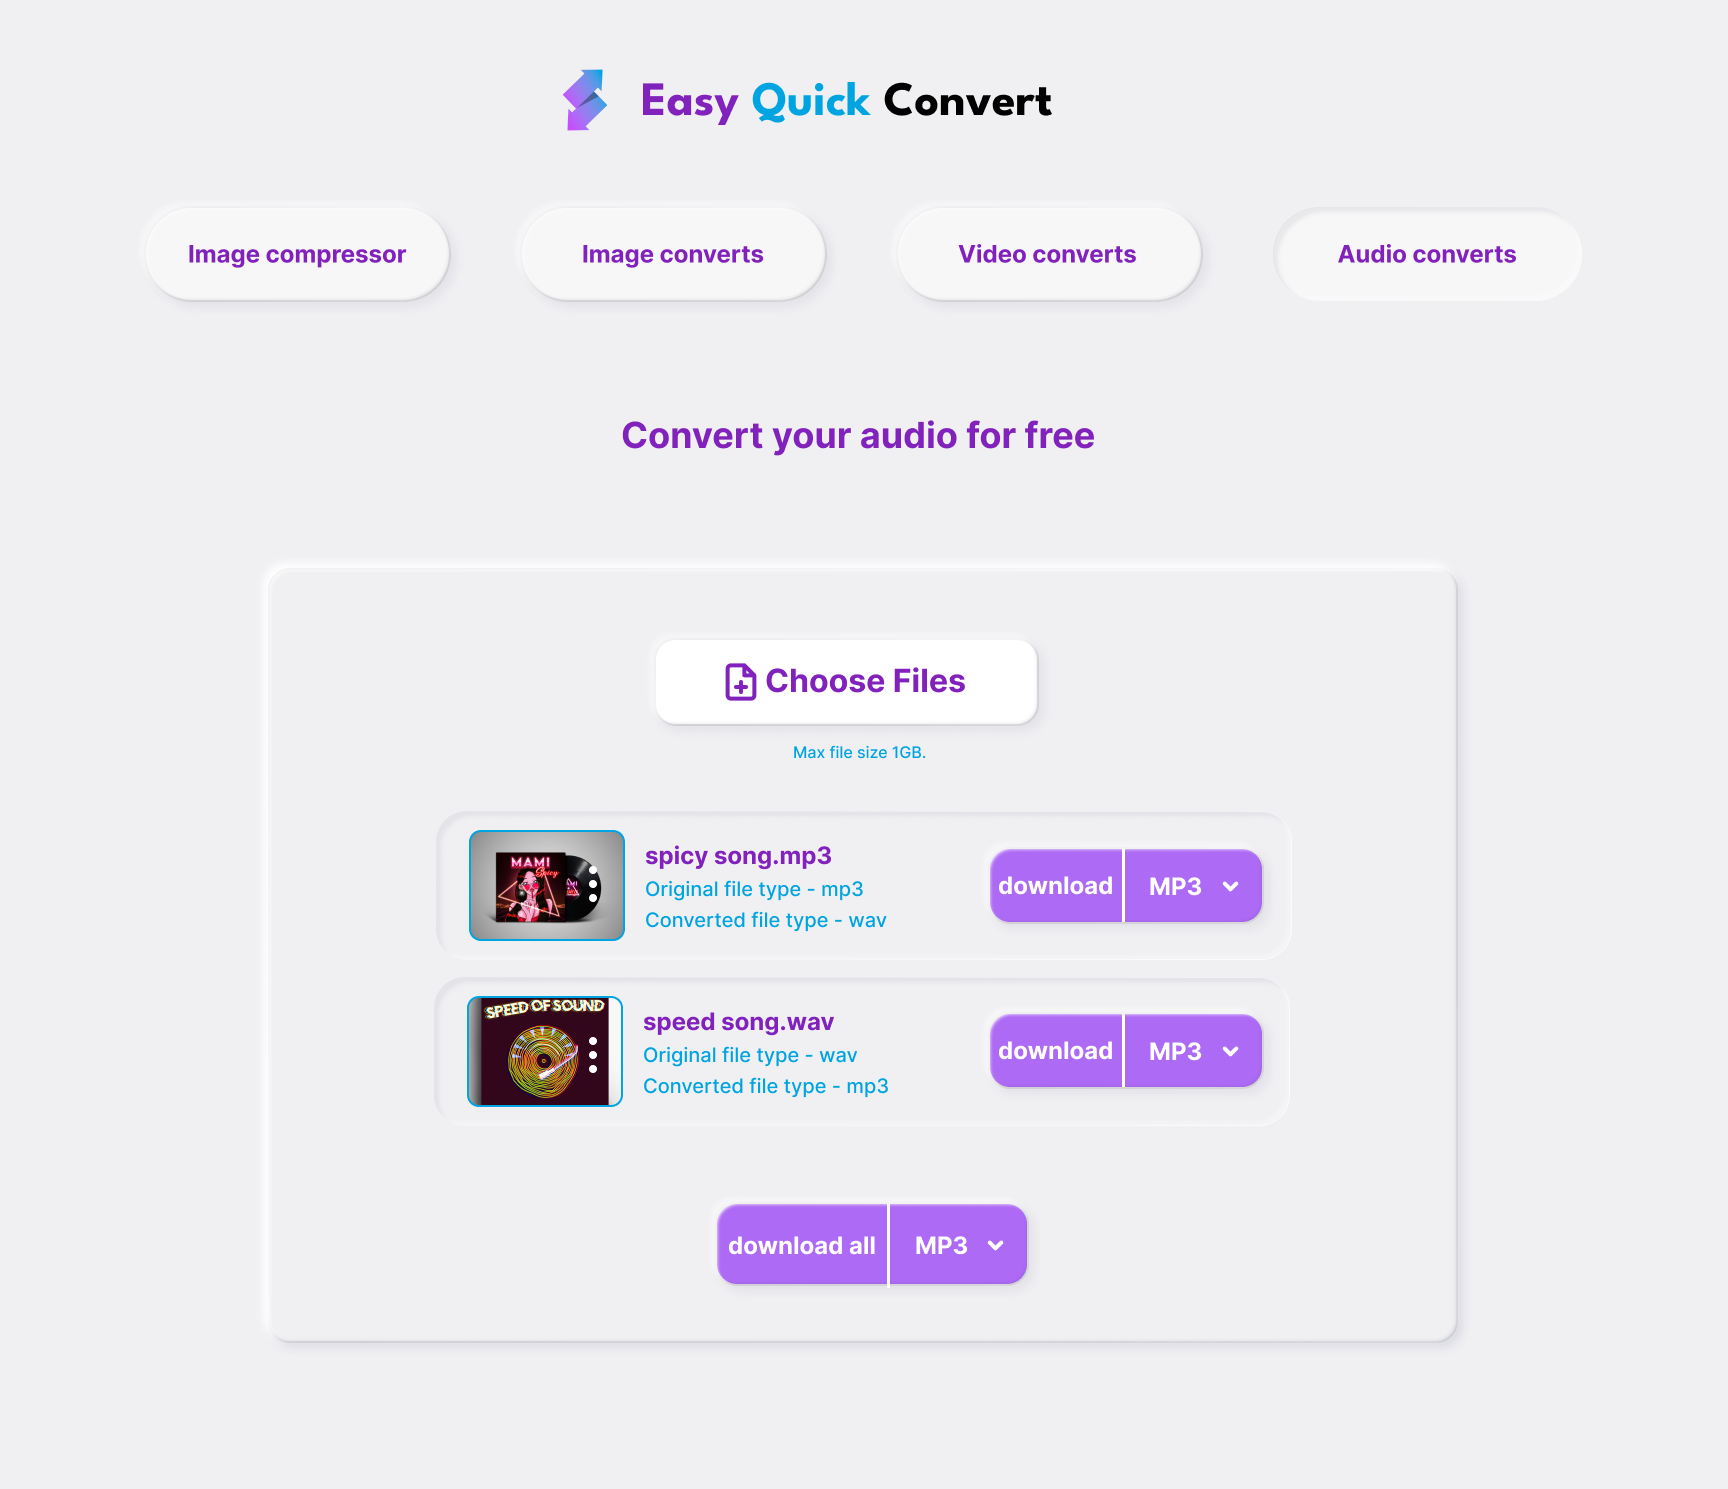 Easy Quick Convert
Image compressor
Image converts
Video converts
Audio converts
Convert your audio for free
Choose Files
Max file size 1GB.
MAMI
Spicy
spicy song.mp3
Original file type - mp3
Converted file type - wav
download
MP3
SPEED OF SOUND
speed song.wav
Original file type - wav
Converted file type - mp3
download
MP3
download all
MP3